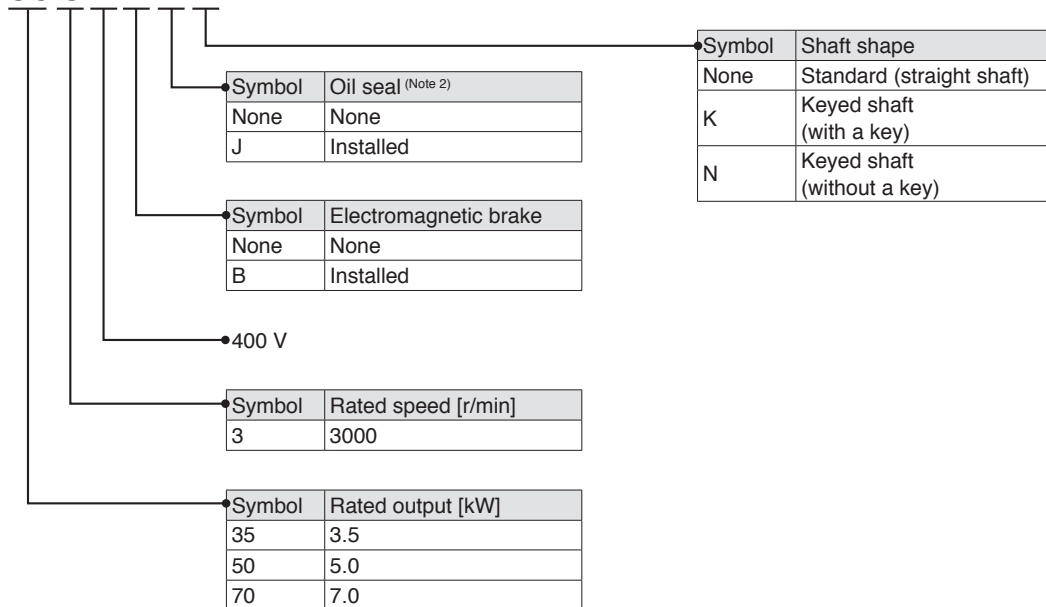 Symbol Shaft shape
None Standard (straight shaft)
K Keyed shaft
(with a key)
N Keyed shaft
(without a key)
Symbol Oil seal (Note 2)
None None
J Installed
Symbol Electromagnetic brake
None None
B Installed
400 V
Symbol Rated speed [r/min]
3 3000
Symbol Rated output [kW]
35 3.5
50 5.0
70 7.0